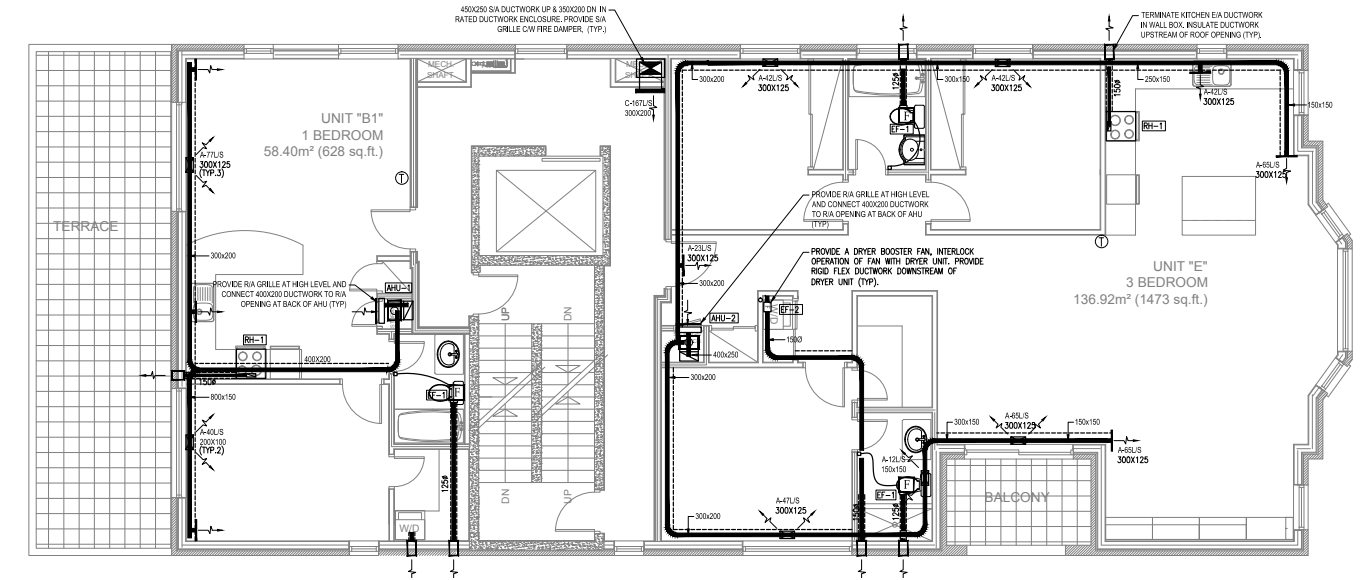 450X250 S/A DUCTWORK UP & 350X200 DN IN
RATED DUCTWORK ENCLOSURE. PROVIDE S/A
GRILLE C/W FIRE DAMPER, (TYP.)
TERMINATE KITCHEN E/A DUCTWORK
IN WALL BOX. INSULATE DUCTWORK
UPSTREAM OF ROOF OPENING (TYP).
MECH
SHAFT
C-167L/S
300X200
300x200
UNIT "B1"
1 BEDROOM
58.40m² (628 sq.ft.)
A-77L/S
300X125
(TYP.3)
T
TERRACE
300x200
PROVIDE R/A GRILLE AT HIGH LEVEL AND
CONNECT 400X200 DUCTWORK TO R/A
OPENING AT BACK OF AHU (TYP)
AHU-1
RH-1
400X200
150ø
800x150
A-40L/S
200X100
(TYP.2)
EF-1
F
125ø
W/D
UP
DN
DN
UP
300x200
A-42L/S
300X125
125ø
EF-1
F
300x150
A-42L/S
300X125
150ø
RH-1
250x150
A-42L/S
300X125
150x150
A-65L/S
300X125
PROVIDE R/A GRILLE AT HIGH LEVEL
AND CONNECT 400X200 DUCTWORK
TO R/A OPENING AT BACK OF AHU
(TYP)
A-23L/S
300X125
300x200
PROVIDE A DRYER BOOSTER FAN, INTERLOCK
OPERATION OF FAN WITH DRYER UNIT. PROVIDE
RIGID FLEX DUCTWORK DOWNSTREAM OF
DRYER UNIT (TYP).
T
UNIT "E"
3 BEDROOM
136.92m² (1473 sq.ft.)
AHU-2
EF-2
150Ø
400x250
300x200
A-47L/S
300X125
300x200
A-12L/S
150x150
EF-1
F
150ø
125ø
300x150
A-65L/S
300X125
150x150
A-65L/S
300X125
BALCONY